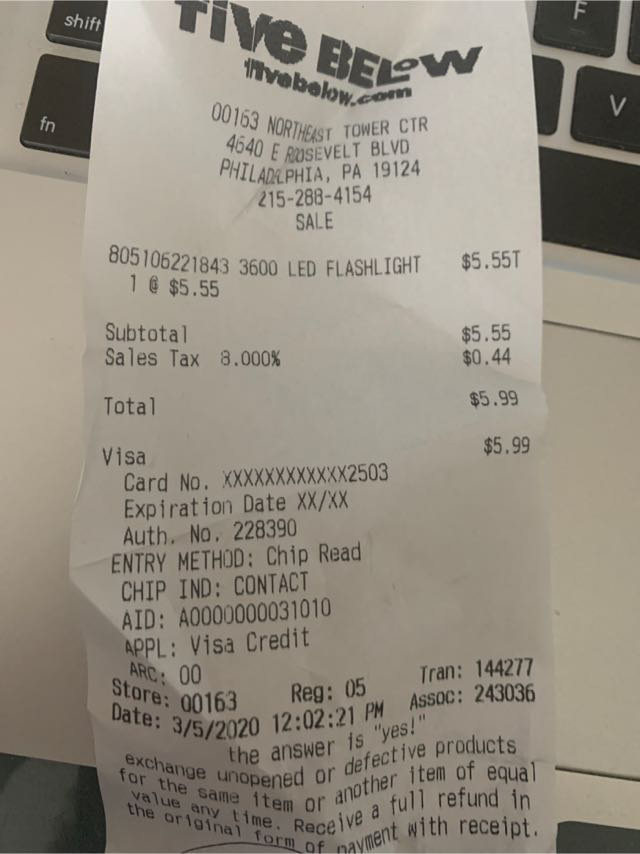 shift
F
fn
V
five BELOW
fivebelow.com
00163 NORTHEAST TOWER CTR
4640 E ROOSEVELT BLVD
PHILADELPHIA, PA 19124
215-288-4154
SALE
805106221843 3600 LED FLASHLIGHT $5.55T
1 @ $5.55
Subtotal $5.55
Sales Tax 8.000% $0.44
Total $5.99
Visa $5.99
Card No. XXXXXXXXXXXX2503
Expiration Date XX/XX
Auth. No. 228390
ENTRY METHOD: Chip Read
CHIP IND: CONTACT
AID: A0000000031010
APPL: Visa Credit
ARC: 00
Store: 00163 Reg: 05 Tran: 144277
Date: 3/5/2020 12:02:21 PM Assoc: 243036
the answer is "yes!"
exchange unopened or defective products
for the same item or another item of equal
value any time. Receive a full refund in
the original form of payment with receipt.